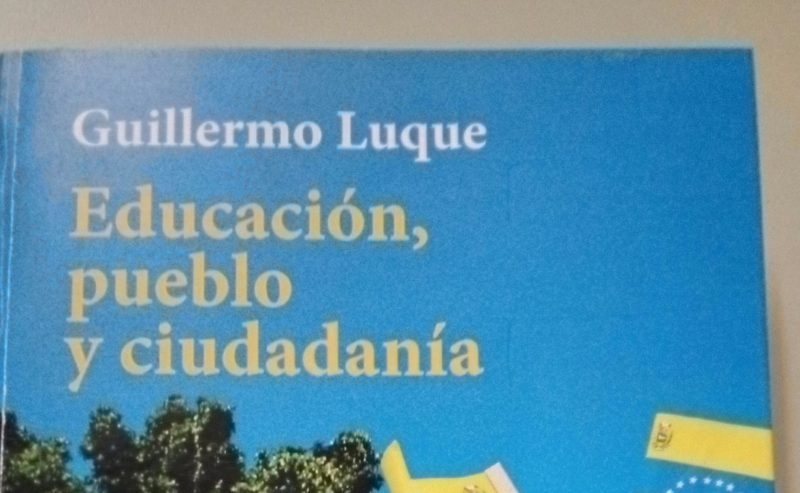 Guillermo Luque
Educación,
pueblo
y ciudadanía